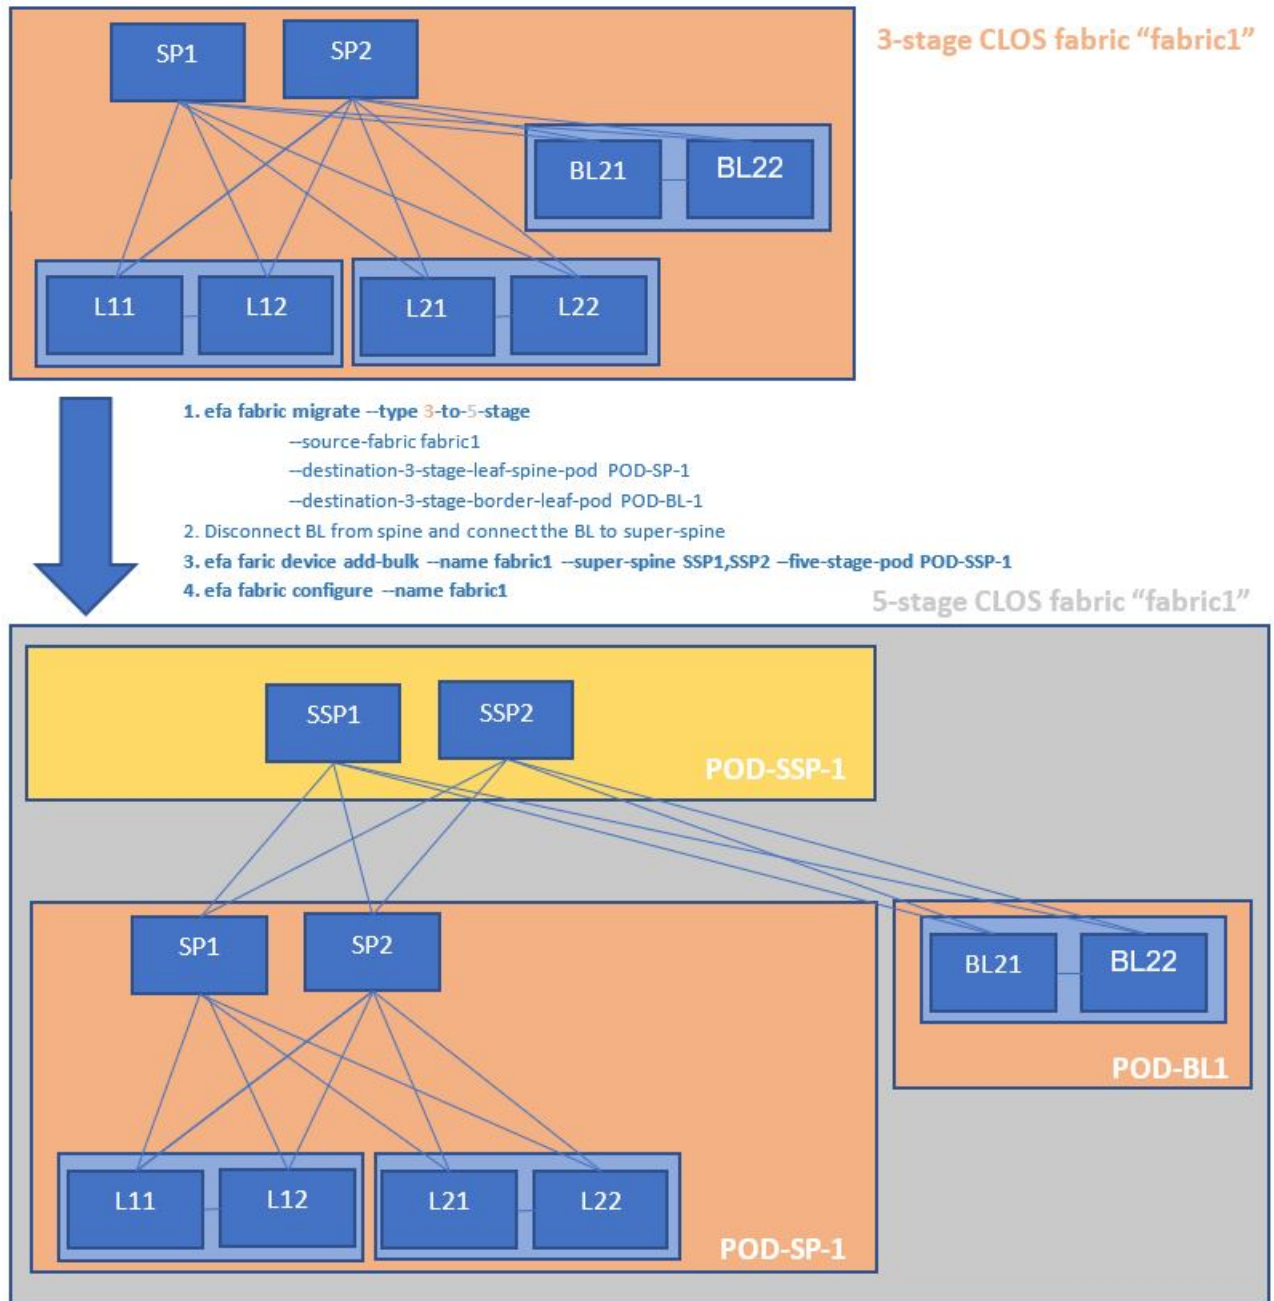 3-stage CLOS fabric “fabric1”
SP1
SP2
BL21
BL22
L11
L12
L21
L22
1. efa fabric migrate --type 3-to-5-stage
--source-fabric fabric1
--destination-3-stage-leaf-spine-pod POD-SP-1
--destination-3-stage-border-leaf-pod POD-BL-1
2. Disconnect BL from spine and connect the BL to super-spine
3. efa faric device add-bulk --name fabric1 --super-spine SSP1,SSP2 --five-stage-pod POD-SSP-1
4. efa fabric configure --name fabric1
5-stage CLOS fabric “fabric1”
SSP1
SSP2
POD-SSP-1
SP1
SP2
BL21
BL22
POD-BL1
L11
L12
L21
L22
POD-SP-1